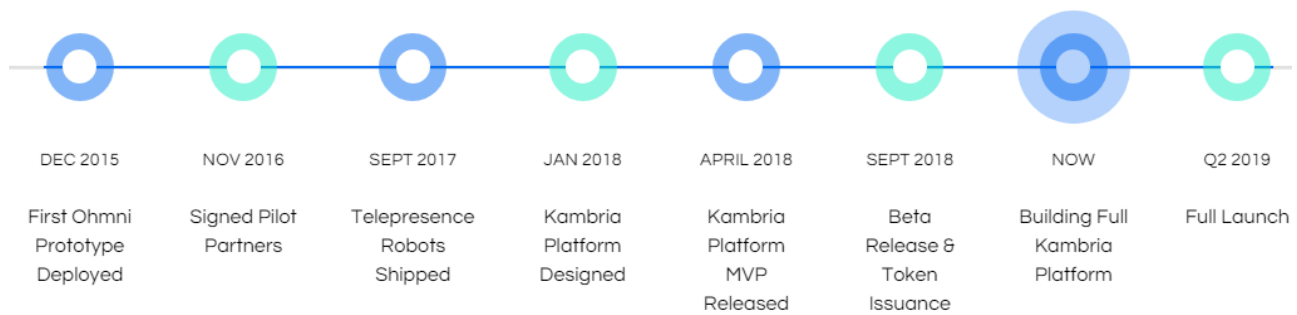 DEC 2015
First Ohmni
Prototype
Deployed
NOV 2016
Signed Pilot
Partners
SEPT 2017
Telepresence
Robots
Shipped
JAN 2018
Kambria
Platform
Designed
APRIL 2018
Kambria
Platform
MVP
Released
SEPT 2018
Beta
Release &
Token
Issuance
NOW
Building Full
Kambria
Platform
Q2 2019
Full Launch